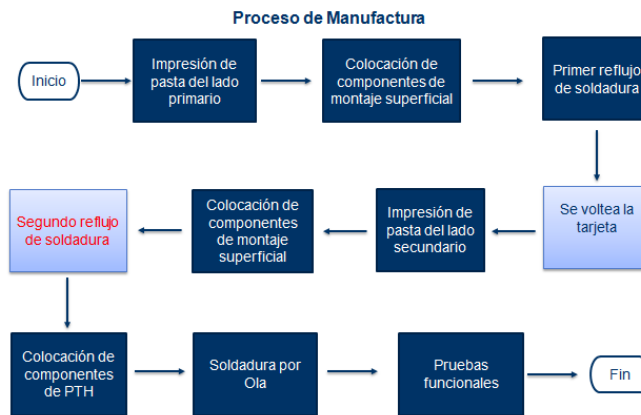 Proceso de Manufactura
Inicio
Impresión de
pasta del lado
primario
Colocación de
componentes de
montaje superficial
Primer reflujo
de soldadura
Se voltea la
tarjeta
Impresión de
pasta del lado
secundario
Colocación de
componentes
de montaje
superficial
Segundo reflujo
de soldadura
Colocación de
componentes
de PTH
Soldadura por
Ola
Pruebas
funcionales
Fin